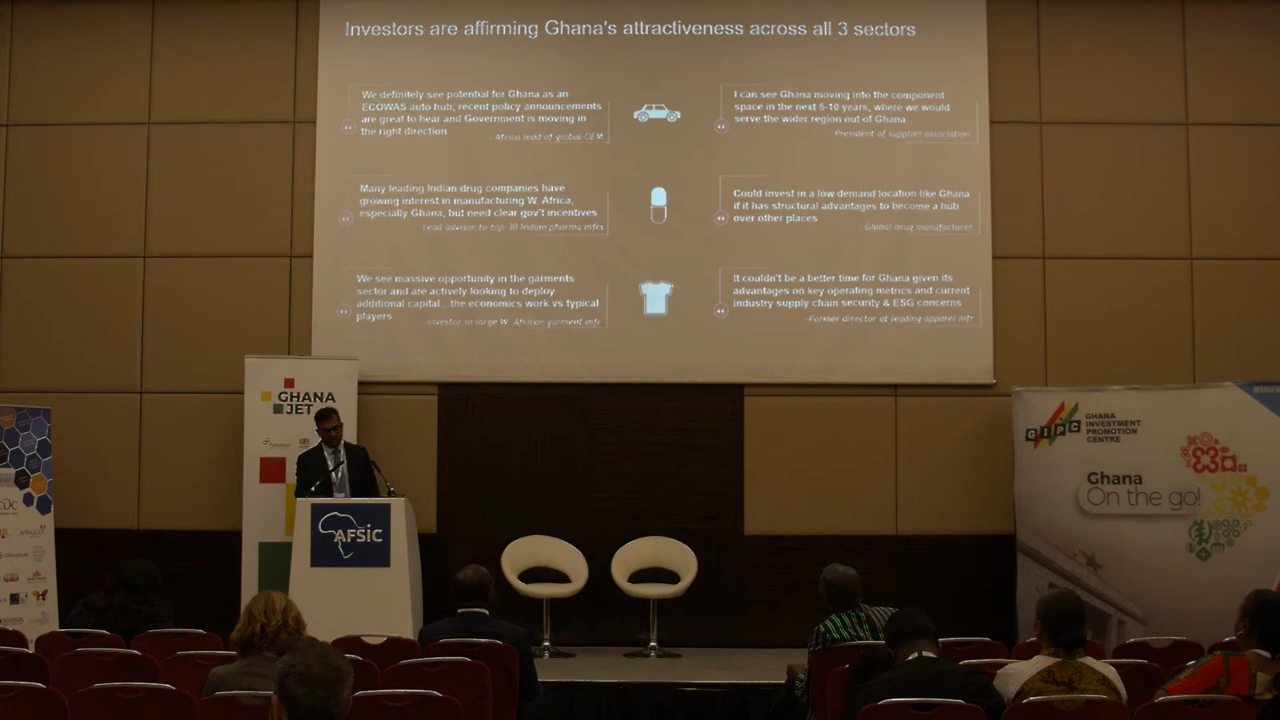 Investors are affirming Ghana's attractiveness across all 3 sectors
We definitely see potential for Ghana as an
ECOWAS auto hub; recent policy announcements
are great to hear and Government is moving in
the right direction
-Africa lead of global OEM
I can see Ghana moving into the component
space in the next 5-10 years, where we would
serve the wider region out of Ghana
-President of supplier association
Many leading Indian drug companies have
growing interest in manufacturing W. Africa,
especially Ghana, but need clear gov't incentives
Lead advisor to top-30 Indian pharma mfrs
Could invest in a low demand location like Ghana
if it has structural advantages to become a hub
over other places
-Global drug manufacturer
We see massive opportunity in the garments
sector and are actively looking to deploy
additional capital... the economics work vs typical
players
-Investor in large W. African garment mfr
It couldn't be a better time for Ghana given its
advantages on key operating metrics and current
industry supply chain security & ESG concerns
-Former director at leading apparel mfr
GHANA
JET
AFSIC
GIPC
GHANA
INVESTMENT
PROMOTION
CENTRE
Ghana
On the go!